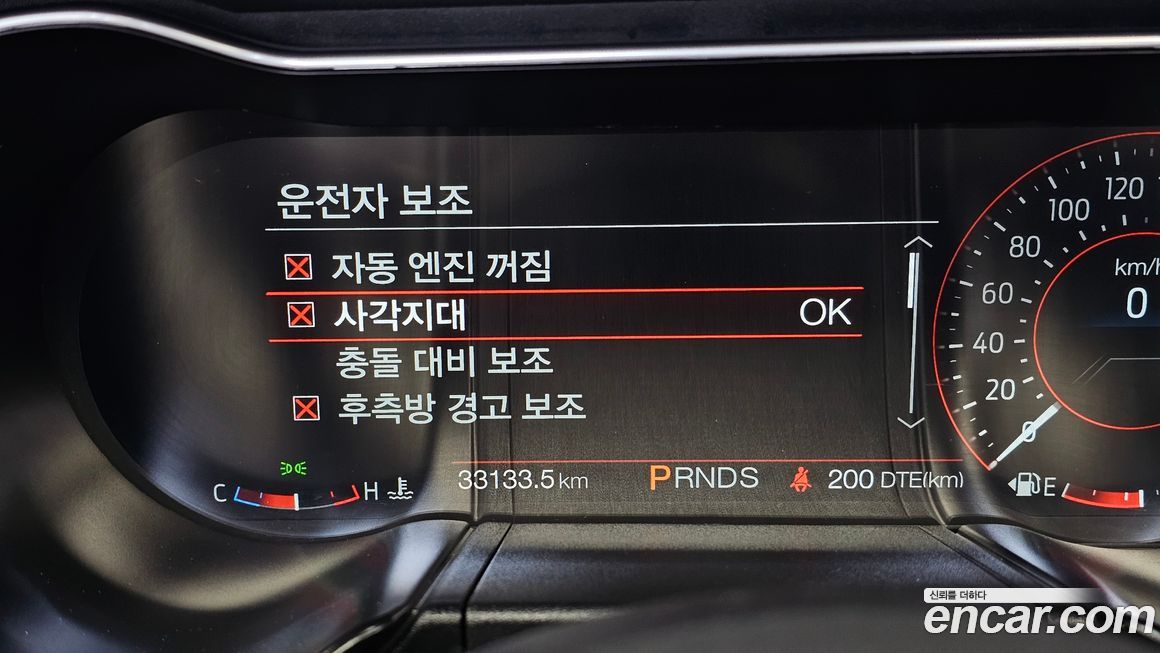 운전자 보조
자동 엔진 꺼짐
사각지대 OK
충돌 대비 보조
후측방 경고 보조
C H
33133.5 km PRNDS 200 DTE(km)
E
120
100
80
60
40
20
0
km/h
0
신뢰를 더하다
encar.com